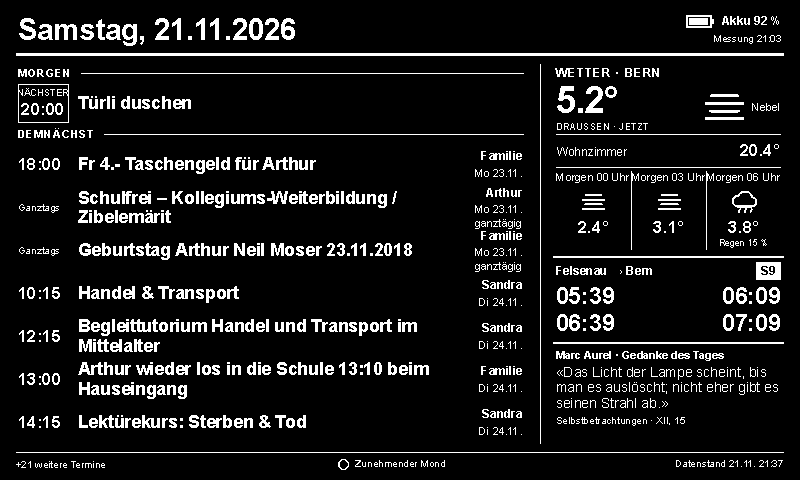 Samstag, 21.11.2026
Akku 92 %
Messung 21:03
MORGEN
NÄCHSTER
20:00
Türli duschen
DEMNÄCHST
18:00 Fr 4.- Taschengeld für Arthur
Familie
Mo 23.11.
Ganztags
Schulfrei – Kollegiums-Weiterbildung /
Zibelemärit
Arthur
Mo 23.11.
ganztägig
Ganztags
Geburtstag Arthur Neil Moser 23.11.2018
Familie
Mo 23.11.
ganztägig
10:15 Handel & Transport
Sandra
Di 24.11.
12:15
Begleittutorium Handel und Transport im
Mittelalter
Sandra
Di 24.11.
13:00
Arthur wieder los in die Schule 13:10 beim
Hauseingang
Familie
Di 24.11.
14:15 Lektürekurs: Sterben & Tod
Sandra
Di 24.11.
WETTER · BERN
5.2°
Nebel
DRAUSSEN · JETZT
Wohnzimmer 20.4°
Morgen 00 Uhr Morgen 03 Uhr Morgen 06 Uhr
2.4° 3.1° 3.8°
Regen 15 %
Felsenau → Bern S9
05:39 06:09
06:39 07:09
Marc Aurel · Gedanke des Tages
«Das Licht der Lampe scheint, bis
man es auslöscht; nicht eher gibt es
seinen Strahl ab.»
Selbstbetrachtungen · XII, 15
+21 weitere Termine
Zunehmender Mond
Datenstand 21.11. 21:37